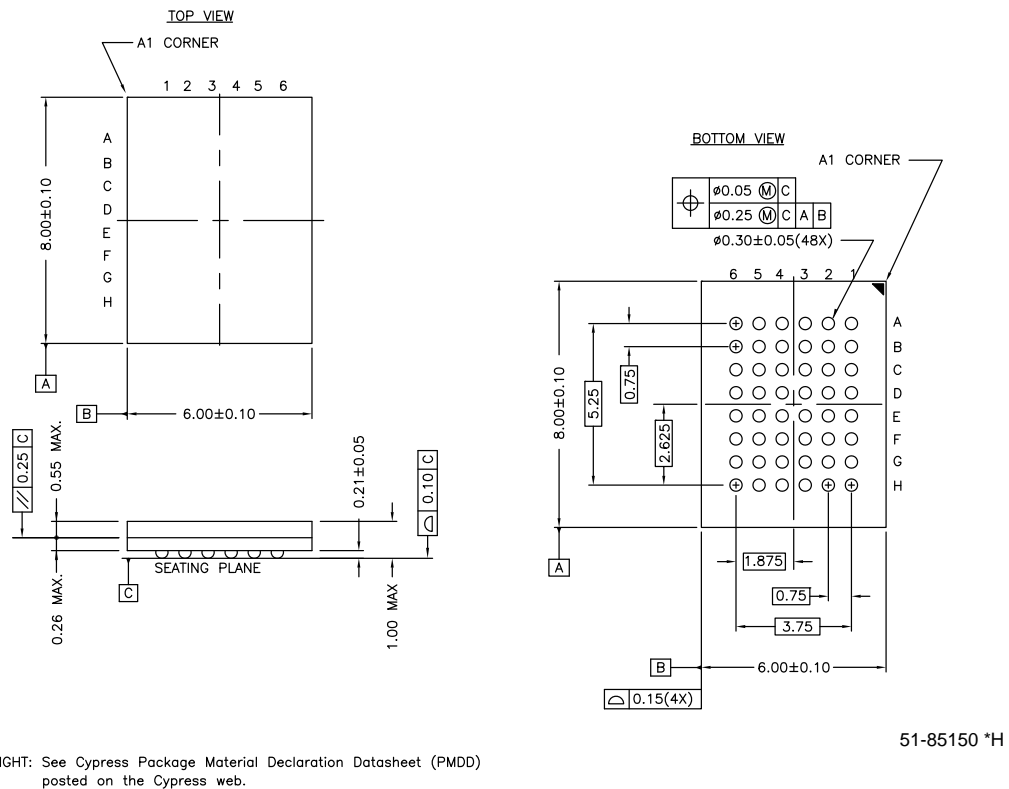 TOP VIEW
A1 CORNER
1 2 3 4 5 6
A
B
C
D
E
F
G
H
8.00±0.10
A
B
6.00±0.10
// 0.25 C
0.55 MAX.
0.21±0.05
0.10 C
SEATING PLANE
C
0.26 MAX.
1.00 MAX
BOTTOM VIEW
A1 CORNER
ø0.05 Ⓜ C
ø0.25 Ⓜ C A B
ø0.30±0.05(48X)
6 5 4 3 2 1
A
B
C
D
E
F
G
H
8.00±0.10
5.25
0.75
2.625
A
1.875
0.75
3.75
B
6.00±0.10
0.15(4X)
51-85150 *H
IGHT: See Cypress Package Material Declaration Datasheet (PMDD)
posted on the Cypress web.